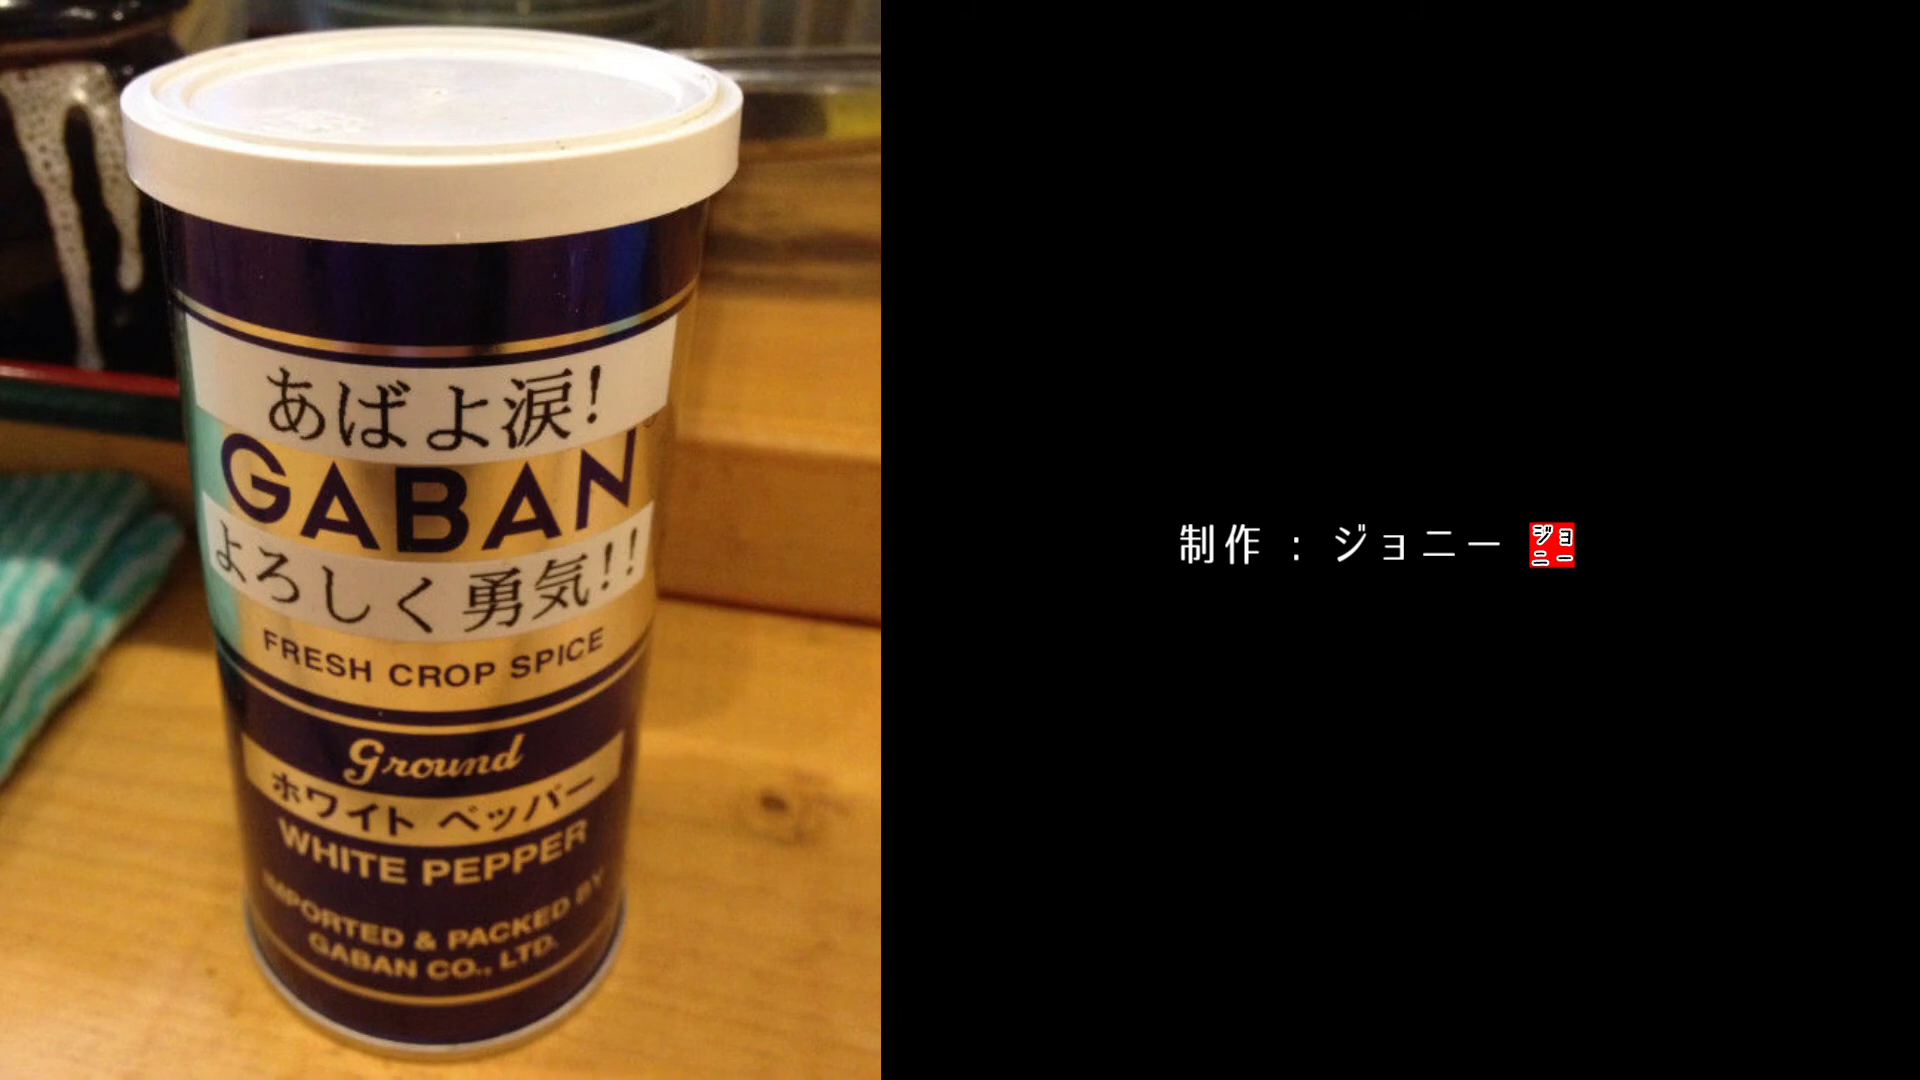 あばよ涙!
GABAN
よろしく勇気!!
FRESH CROP SPICE
Ground
ホワイト ペッパー
WHITE PEPPER
IMPORTED & PACKED BY
GABAN CO., LTD.
制作 : ジョニー
ジョ
ニー